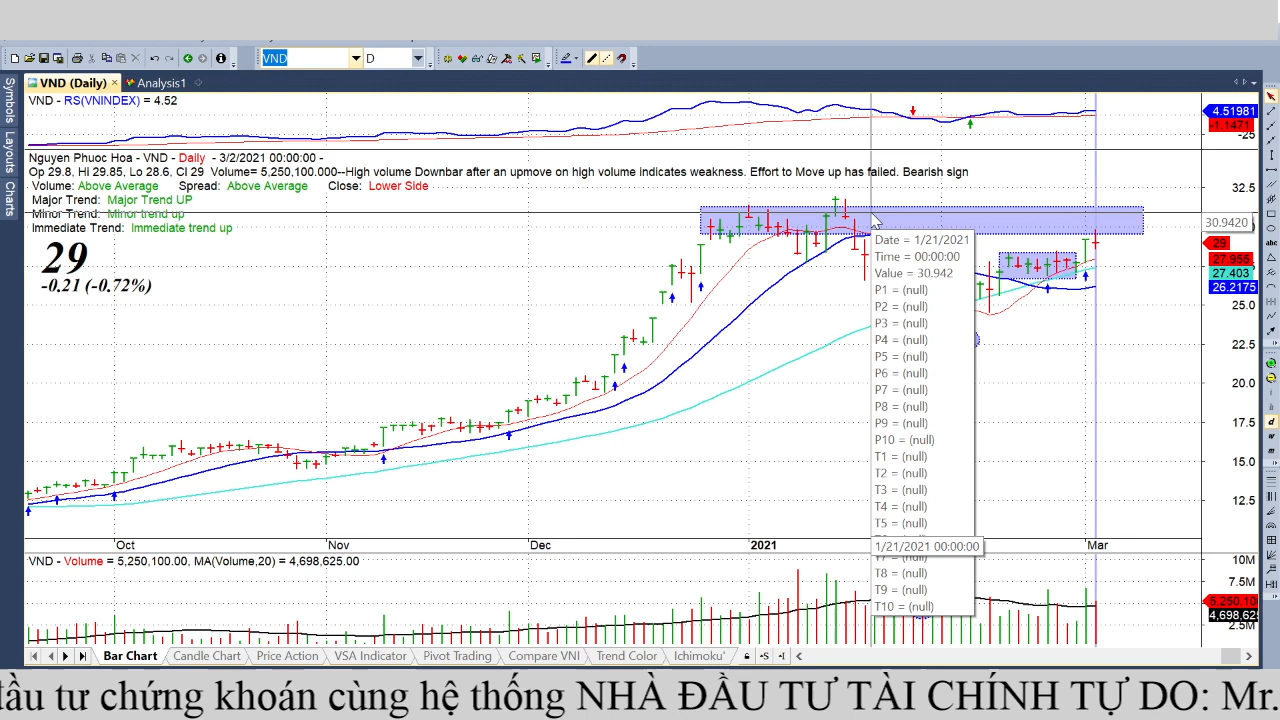 VND
D
VND (Daily)
Analysis1
Symbols
Layouts
Charts
VND - RS(VNINDEX) = 4.52
4.51981
-1.1471
-25
Nguyen Phuoc Hoa - VND - Daily - 3/2/2021 00:00:00 -
Op 29.8, Hi 29.85, Lo 28.6, Cl 29 Volume= 5,250,100.000--High volume Downbar after an upmove on high volume indicates weakness. Effort to Move up has failed. Bearish sign
Volume: Above Average Spread: Above Average Close: Lower Side
Major Trend: Major Trend UP
Minor Trend: Minor trend up
Immediate Trend: Immediate trend up
29
-0.21 (-0.72%)
32.5
30.9420
29
27.955
27.403
26.2175
25.0
22.5
20.0
17.5
15.0
12.5
Date = 1/21/2021
Time = 00:00:00
Value = 30.942
P1 = (null)
P2 = (null)
P3 = (null)
P4 = (null)
P5 = (null)
P6 = (null)
P7 = (null)
P8 = (null)
P9 = (null)
P10 = (null)
T1 = (null)
T2 = (null)
T3 = (null)
T4 = (null)
T5 = (null)
1/21/2021 00:00:00
T7 = (null)
T8 = (null)
T9 = (null)
T10 = (null)
Oct Nov Dec 2021 Mar
VND - Volume = 5,250,100.00, MA(Volume,20) = 4,698,625.00
10M
7.5M
5,250,10
4,698,625
2.5M
Bar Chart Candle Chart Price Action VSA Indicator Pivot Trading Compare VNI Trend Color Ichimoku'
đầu tư chứng khoán cùng hệ thống NHÀ ĐẦU TƯ TÀI CHÍNH TỰ DO: Mr.